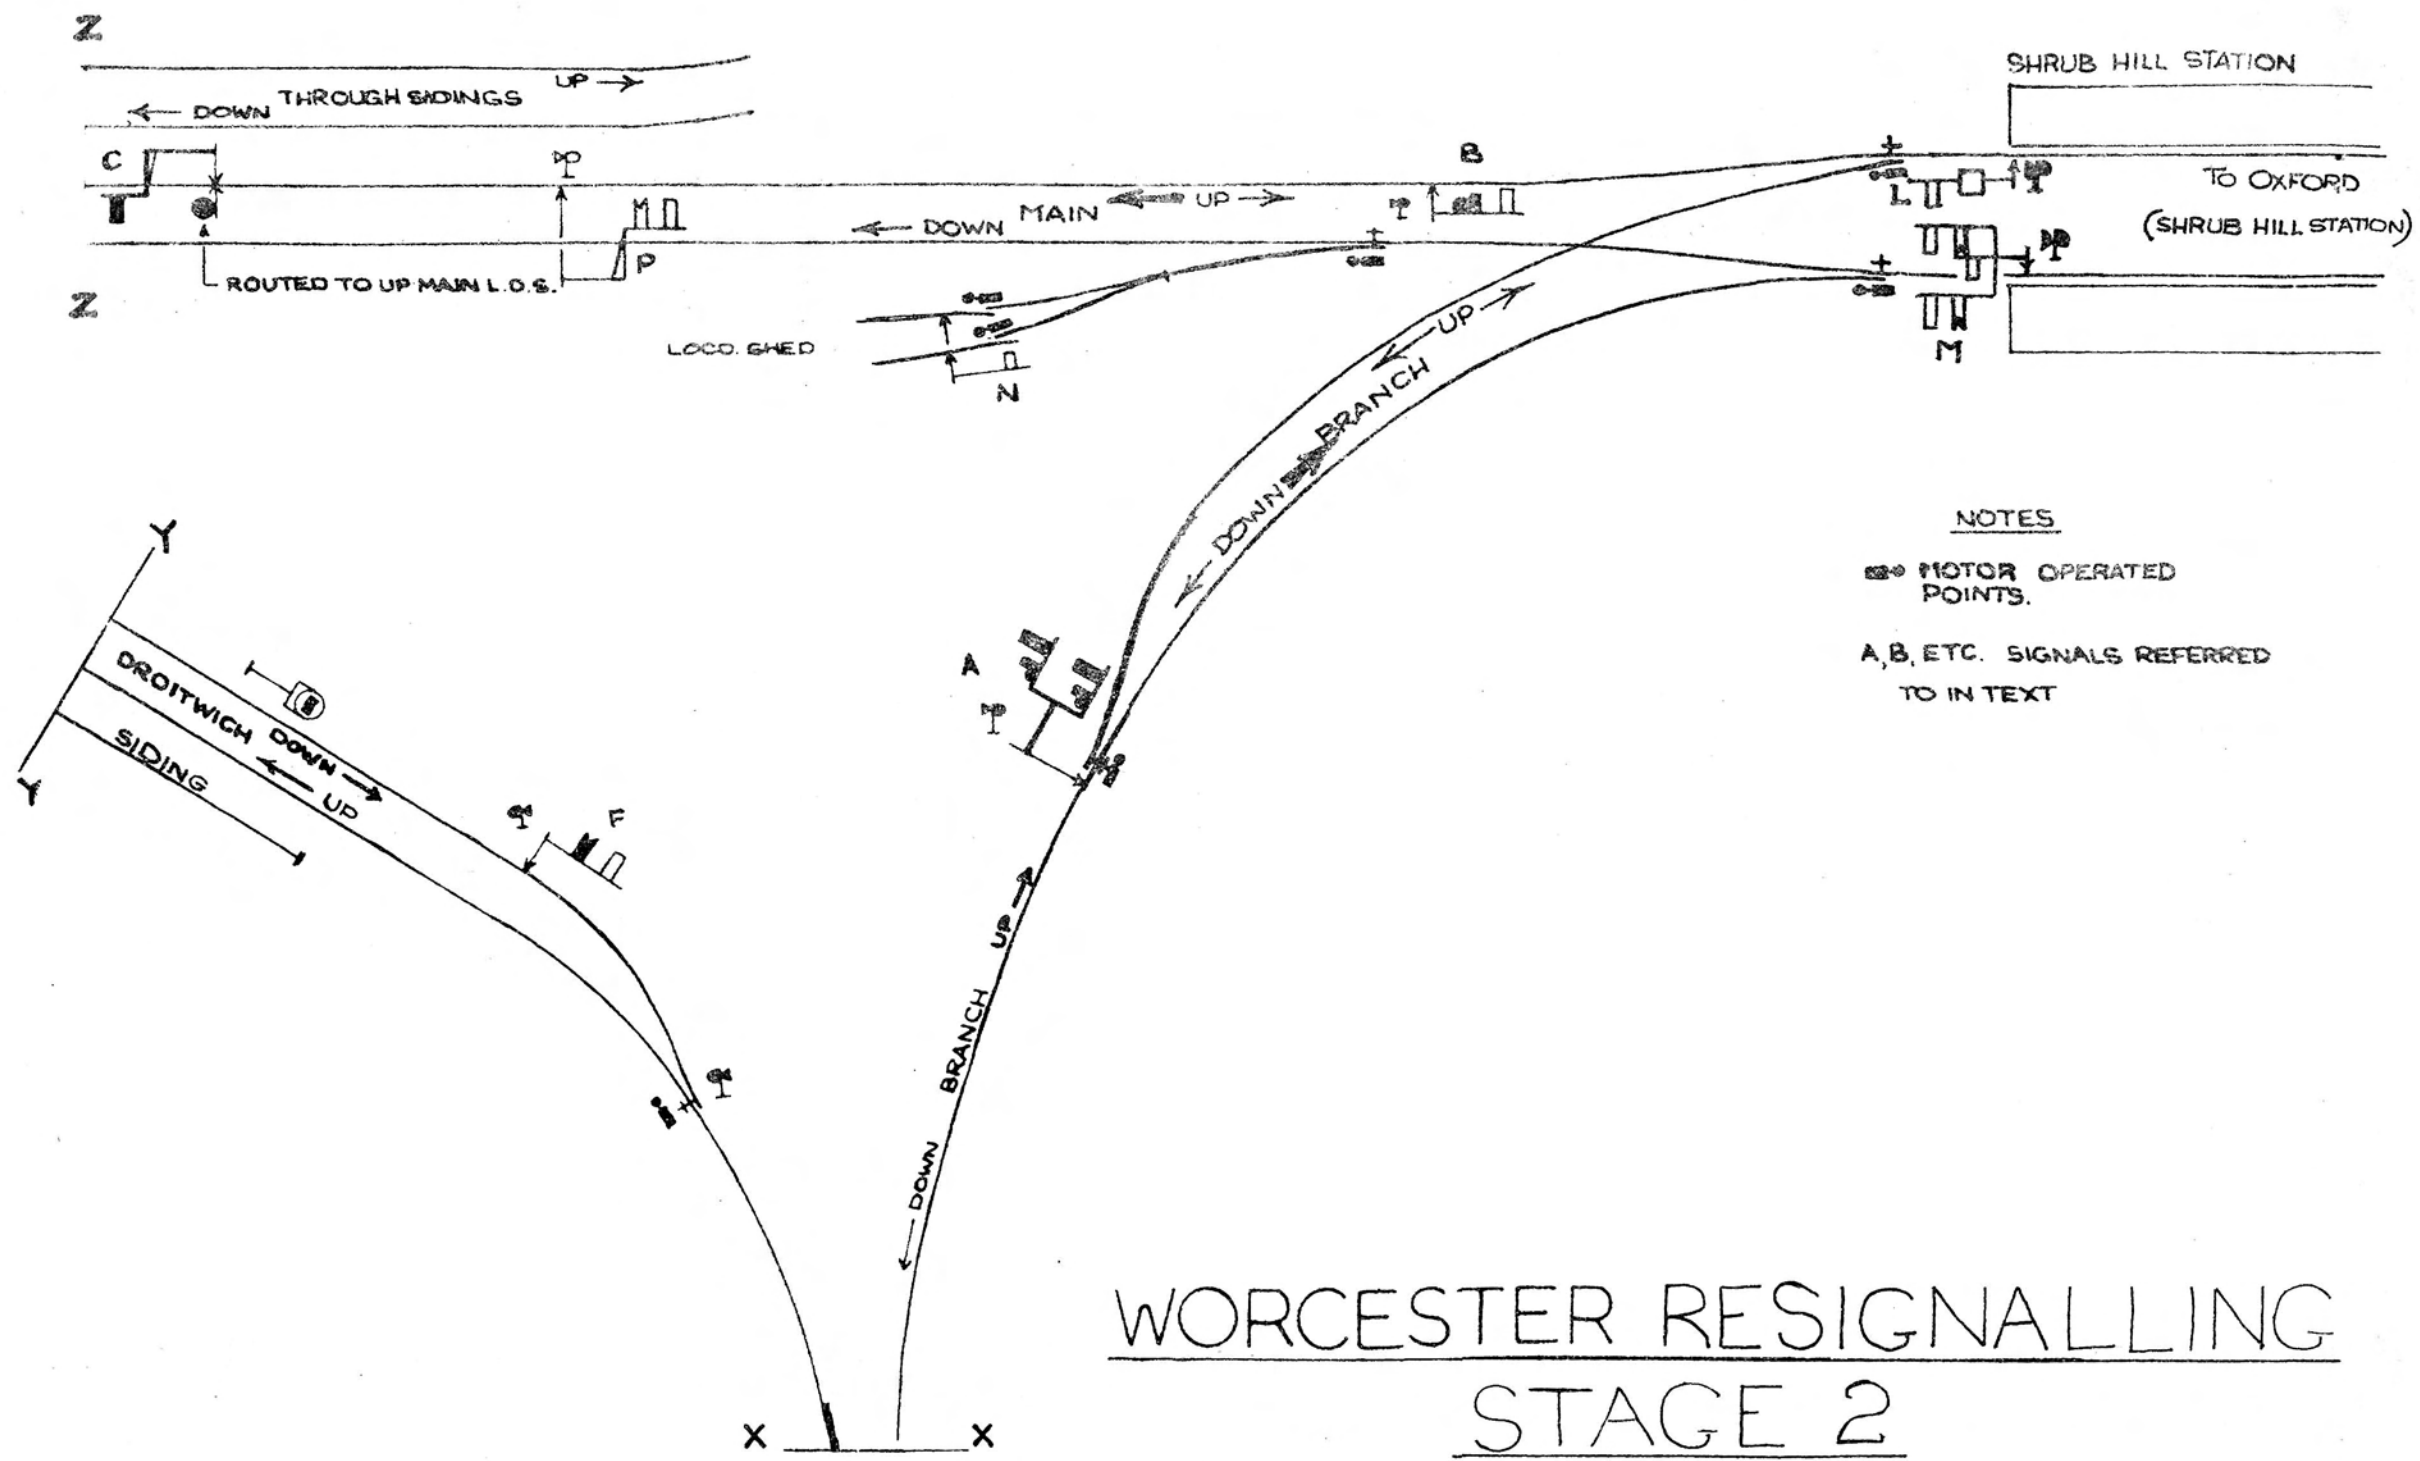 Z
SHRUB HILL STATION
UP →
THROUGH SIDINGS
← DOWN
C
B
← UP →
MAIN
← DOWN
L
TO OXFORD
(SHRUB HILL STATION)
P
ROUTED TO UP MAIN L.O.S.
Z
LOCO. SHED
N
M
← UP →
BRANCH
DOWN
NOTES
MOTOR OPERATED
POINTS.
A, B, ETC. SIGNALS REFERRED
TO IN TEXT
Y
A
DROITWICH
DOWN →
← UP
SIDING
Y
F
UP →
BRANCH
← DOWN
X
X
WORCESTER RESIGNALLING
STAGE 2